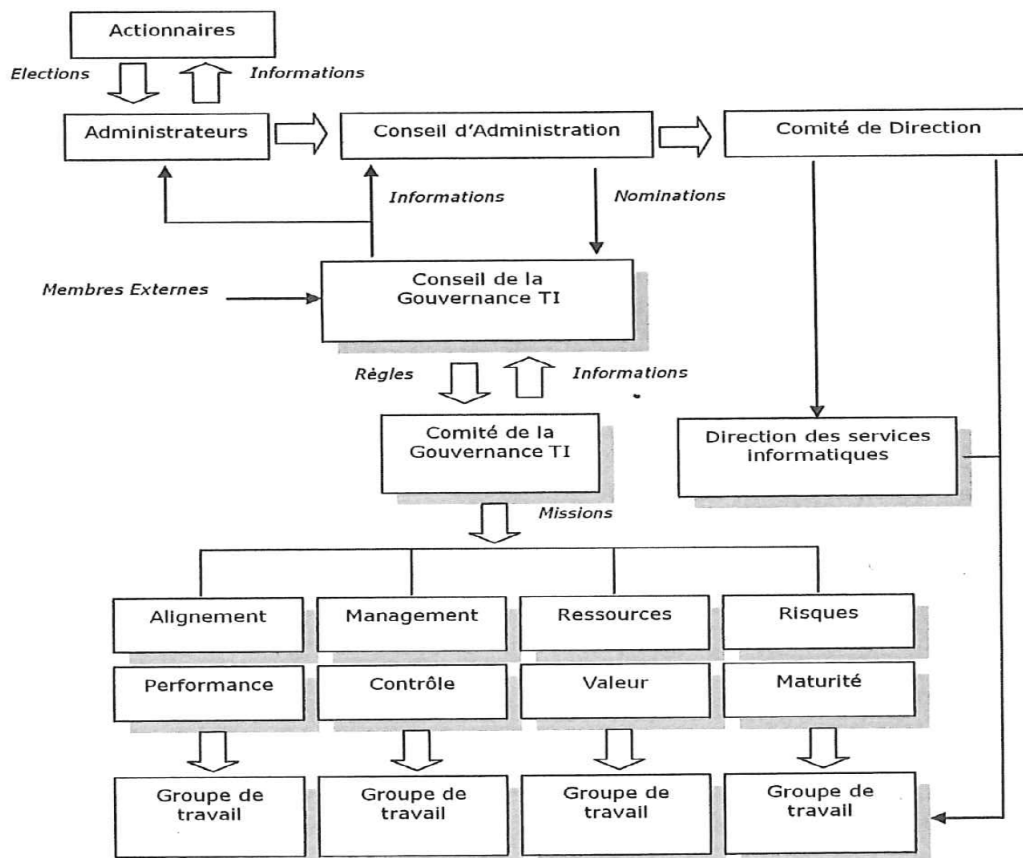 Actionnaires
Elections
Informations
Administrateurs
Conseil d'Administration
Comité de Direction
Informations
Nominations
Membres Externes
Conseil de la
Gouvernance TI
Règles
Informations
Comité de la
Gouvernance TI
Direction des services
informatiques
Missions
Alignement
Management
Ressources
Risques
Performance
Contrôle
Valeur
Maturité
Groupe de
travail
Groupe de
travail
Groupe de
travail
Groupe de
travail